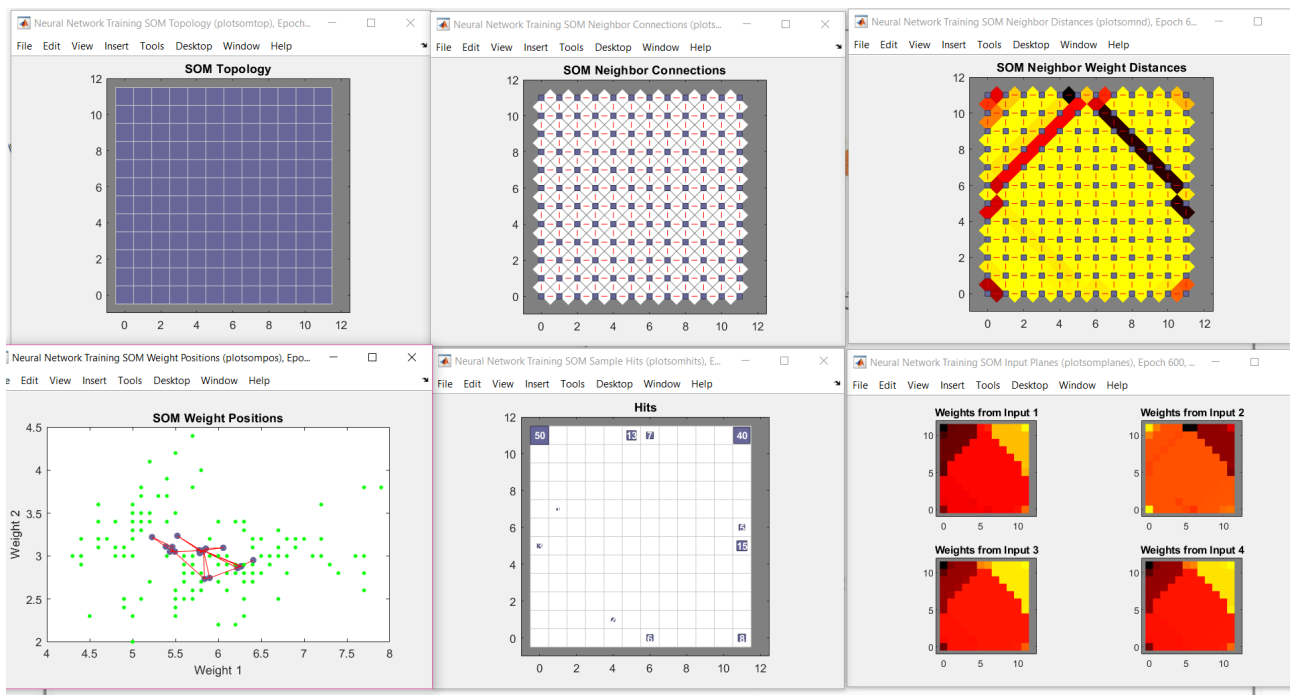 Neural Network Training SOM Topology (plotsomtop), Epoch...
File Edit View Insert Tools Desktop Window Help
SOM Topology
12
10
8
6
4
2
0
0 2 4 6 8 10 12
Neural Network Training SOM Neighbor Connections (plots...
File Edit View Insert Tools Desktop Window Help
SOM Neighbor Connections
12
10
8
6
4
2
0
0 2 4 6 8 10 12
Neural Network Training SOM Neighbor Distances (plotsomnd), Epoch 6...
File Edit View Insert Tools Desktop Window Help
SOM Neighbor Weight Distances
12
10
8
6
4
2
0
0 2 4 6 8 10 12
Neural Network Training SOM Weight Positions (plotsompos), Epo...
Edit View Insert Tools Desktop Window Help
SOM Weight Positions
4.5
4
3.5
3
2.5
2
4 4.5 5 5.5 6 6.5 7 7.5 8
Weight 2
Weight 1
Neural Network Training SOM Sample Hits (plotsomhits), E...
File Edit View Insert Tools Desktop Window Help
Hits
12
10
8
6
4
2
0
50 13 7 40
5
15
6 8
0 2 4 6 8 10 12
Neural Network Training SOM Input Planes (plotsomplanes), Epoch 600, ...
File Edit View Insert Tools Desktop Window Help
Weights from Input 1
10
5
0
0 5 10
Weights from Input 2
10
5
0
0 5 10
Weights from Input 3
10
5
0
0 5 10
Weights from Input 4
10
5
0
0 5 10